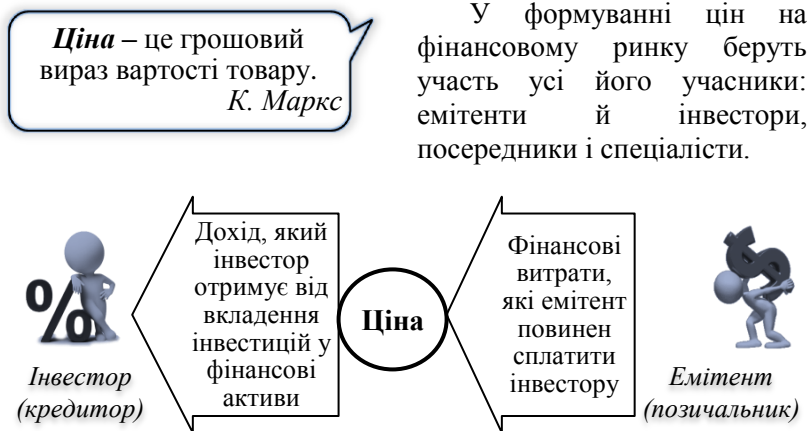 Ціна – це грошовий
вираз вартості товару.
К. Маркс
У формуванні цін на
фінансовому ринку беруть
участь усі його учасники:
емітенти й інвестори,
посередники і спеціалісти.
%
Інвестор
(кредитор)
Дохід, який
інвестор
отримує від
вкладення
інвестицій у
фінансові
активи
Ціна
Фінансові
витрати,
які емітент
повинен
сплатити
інвестору
$
Емітент
(позичальник)